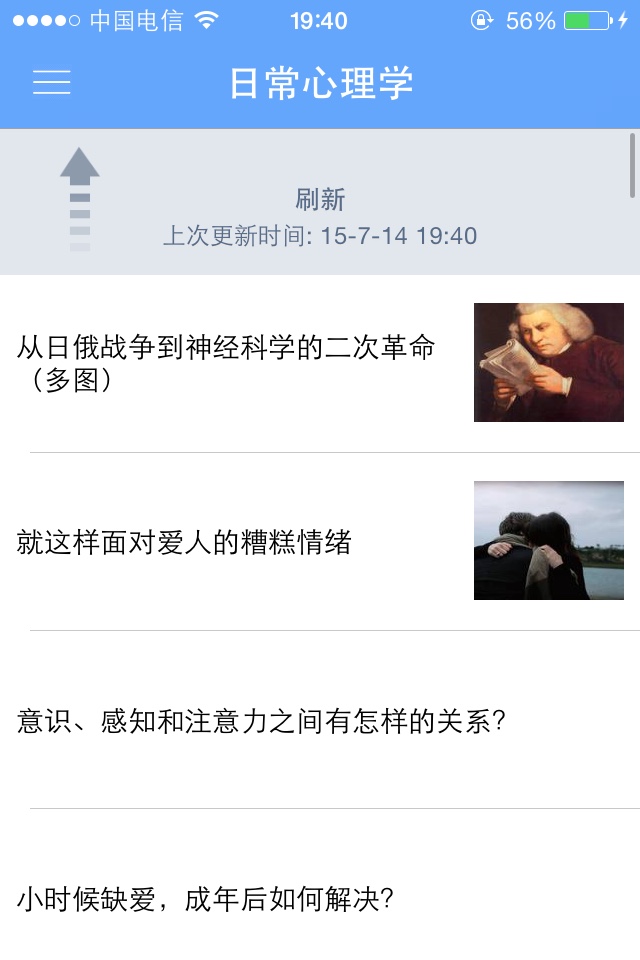 中国电信 19:40 56%
日常心理学
刷新
上次更新时间: 15-7-14 19:40
从日俄战争到神经科学的二次革命
（多图）
就这样面对爱人的糟糕情绪
意识、感知和注意力之间有怎样的关系？
小时候缺爱，成年后如何解决？